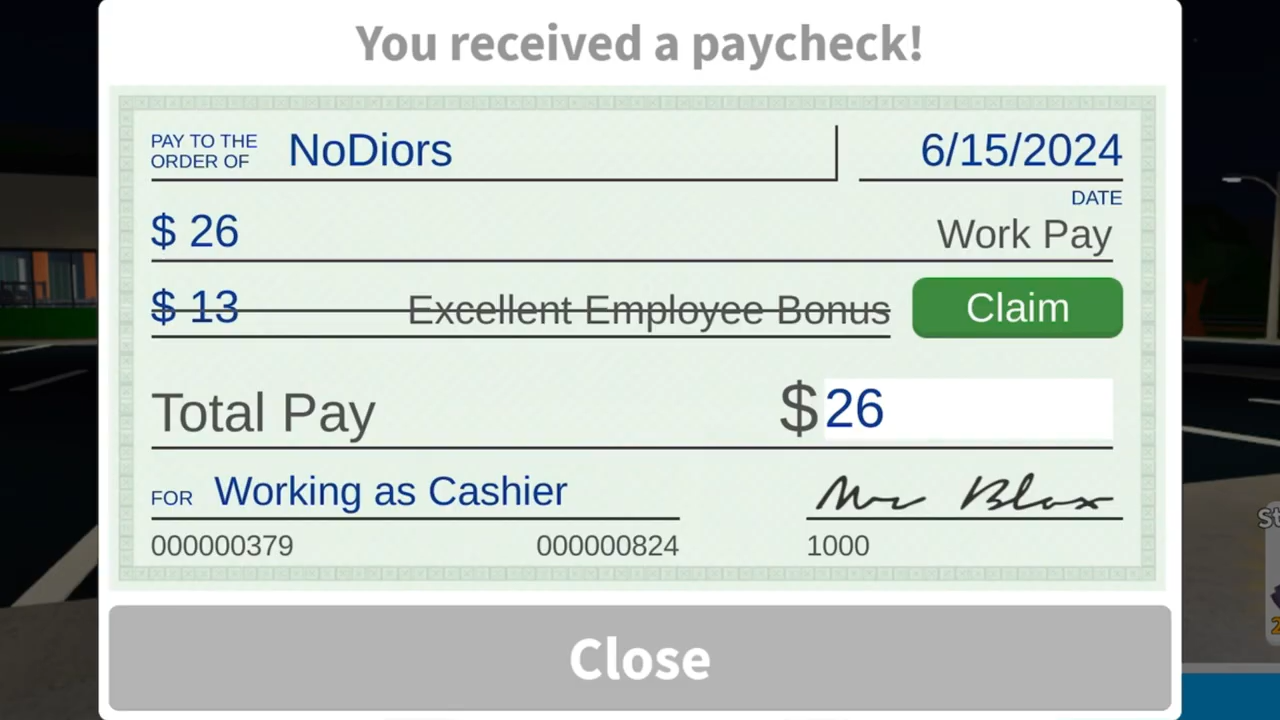 You received a paycheck!
PAY TO THE
ORDER OF
NoDiors
6/15/2024
DATE
$ 26
Work Pay
$ 13
Excellent Employee Bonus
Claim
Total Pay
$26
FOR
Working as Cashier
Mr Blox
000000379
000000824
1000
Close